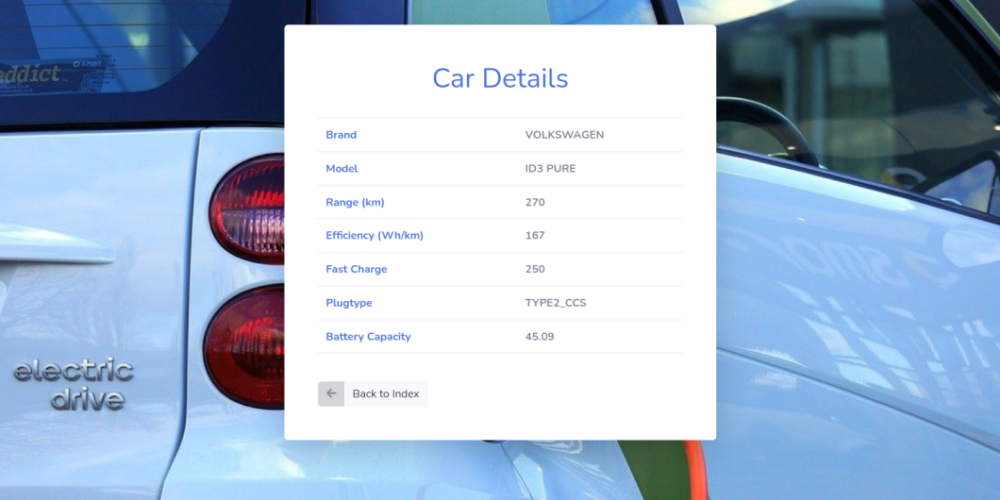 Car Details
Brand VOLKSWAGEN
Model ID3 PURE
Range (km) 270
Efficiency (Wh/km) 167
Fast Charge 250
Plugtype TYPE2_CCS
Battery Capacity 45.09
Back to Index
addict
electric
drive